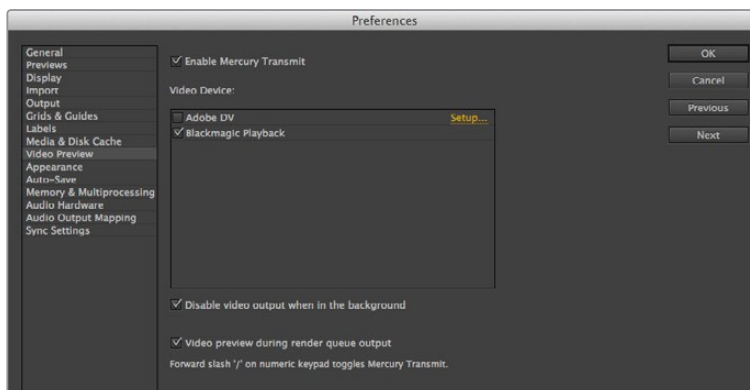 Preferences
General
Previews
Display
Import
Output
Grids & Guides
Labels
Media & Disk Cache
Video Preview
Appearance
Auto-Save
Memory & Multiprocessing
Audio Hardware
Audio Output Mapping
Sync Settings
Enable Mercury Transmit
Video Device:
Adobe DV Setup...
Blackmagic Playback
Disable video output when in the background
Video preview during render queue output
Forward slash '/' on numeric keypad toggles Mercury Transmit.
OK
Cancel
Previous
Next